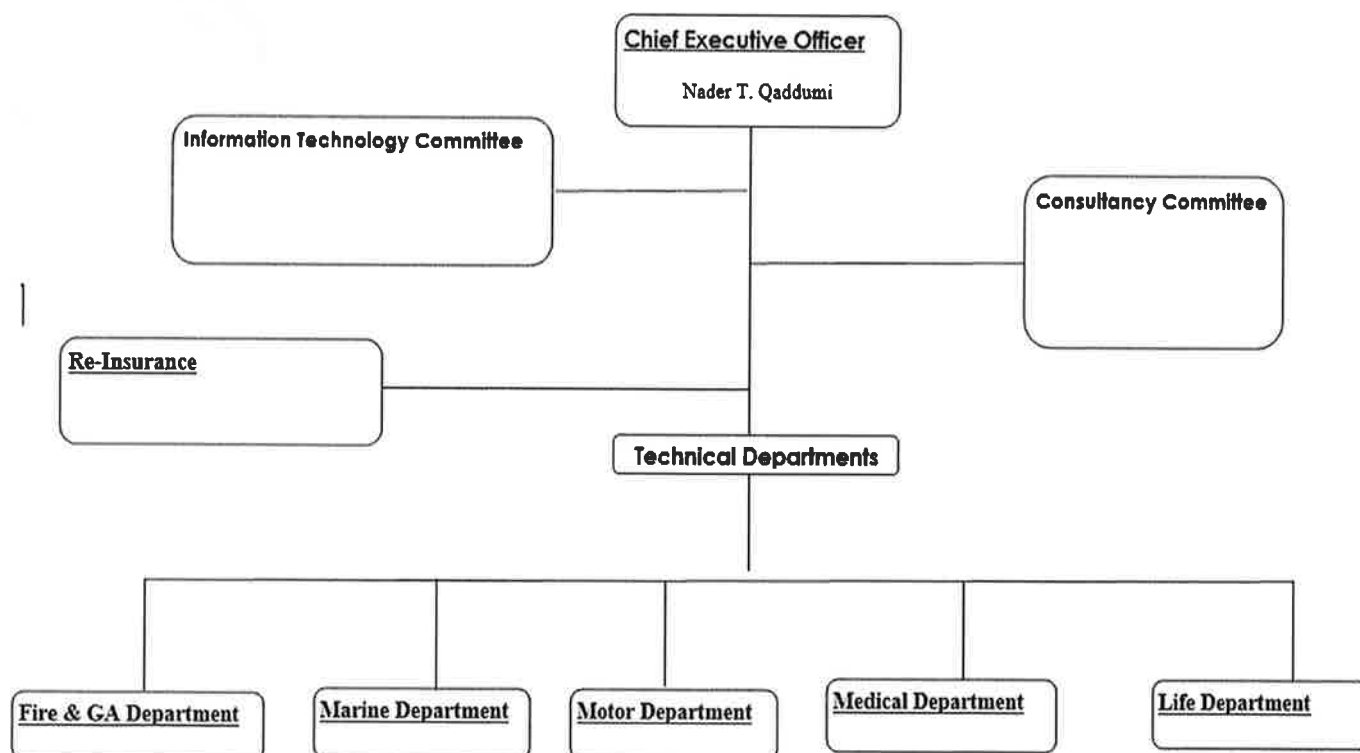 Chief Executive Officer
Nader T. Qaddumi
Information Technology Committee
Consultancy Committee
Re-Insurance
Technical Departments
Fire & GA Department
Marine Department
Motor Department
Medical Department
Life Department